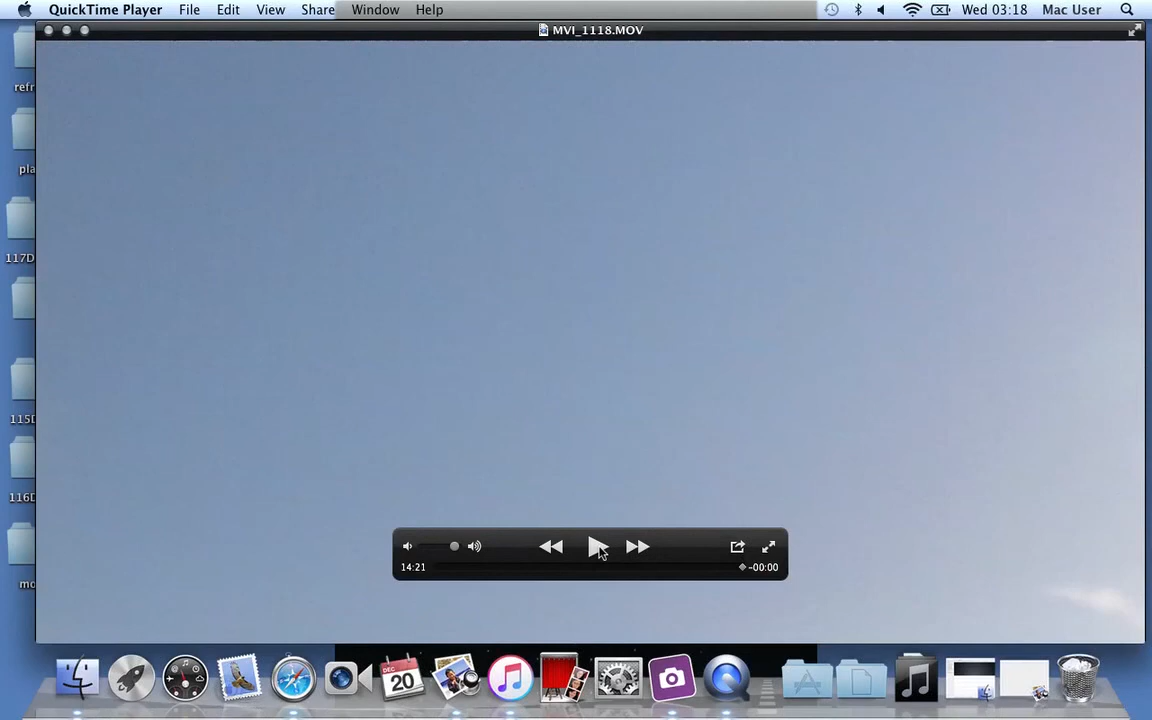 QuickTime Player File Edit View Share Window Help Wed 03:18 Mac User
MVI_1118.MOV
refr
pla
117D
115D
116D
mo
14:21 -00:00
DEC
20